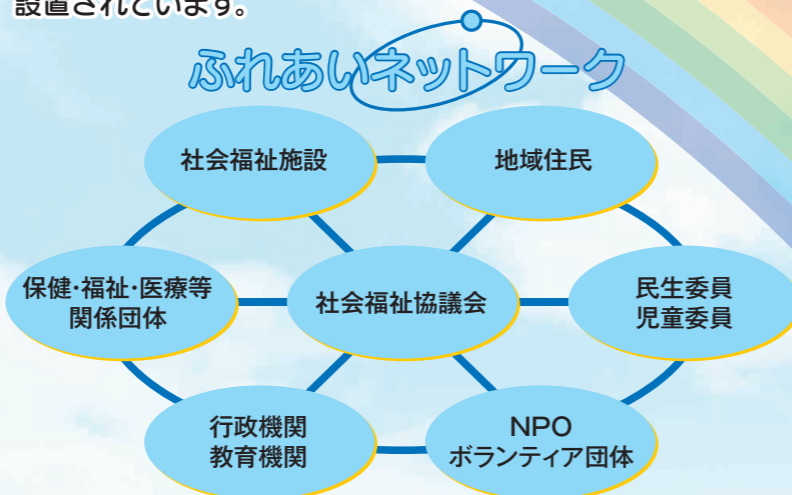 設置されています。
ふれあいネットワーク
社会福祉施設
地域住民
保健・福祉・医療等
関係団体
社会福祉協議会
民生委員
児童委員
行政機関
教育機関
NPO
ボランティア団体